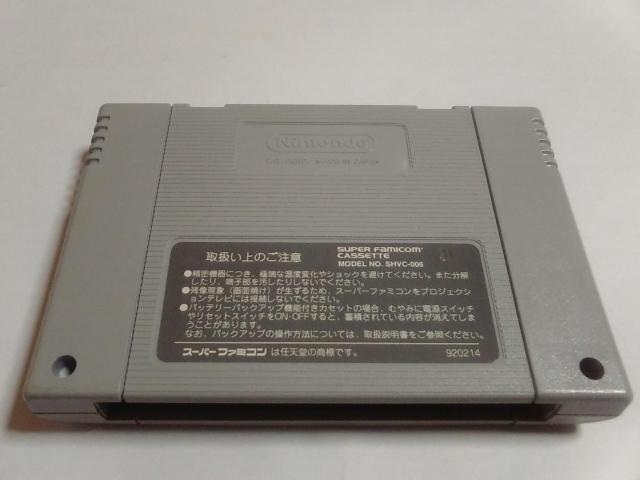 Nintendo
MADE IN JAPAN
取扱い上のご注意
SUPER FAMICOM
CASSETTE
MODEL NO. SHVC-006
●精密機器につき、極端な温度変化やショックを避けてください。また分解
したり、端子部を汚したりしないでください。
●残像現象（画面焼け）が生ずるため、スーパーファミコンをプロジェクシ
ョンテレビには接続しないでください。
●バッテリーバックアップ機能付きカセットの場合、むやみに電源スイッチ
やリセットスイッチをON・OFFすると、蓄積されている内容が消えてしま
うことがあります。
なお、バックアップの操作方法については、取扱説明書をご参照ください。
スーパーファミコン は任天堂の商標です。
920214